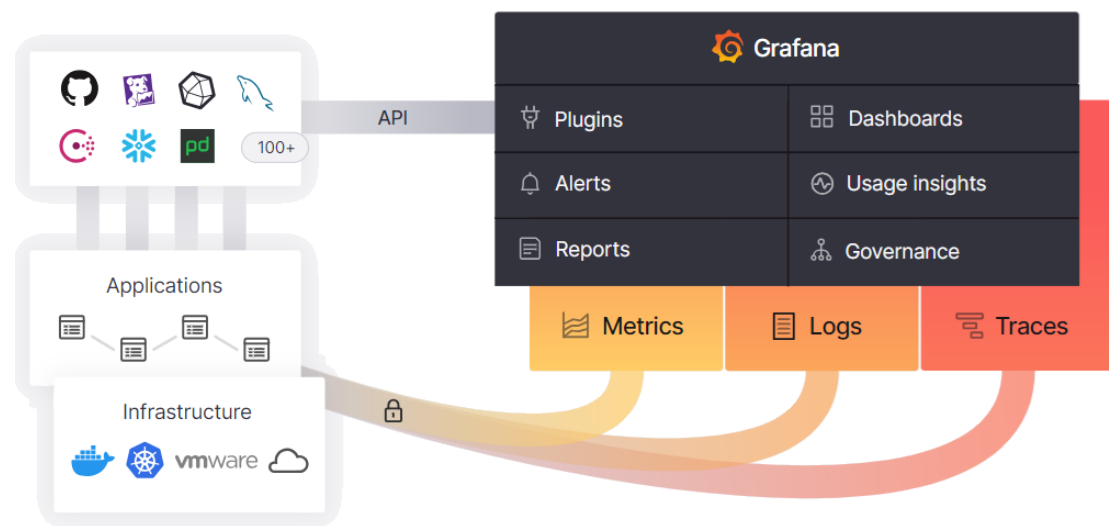 Grafana
API
Plugins
Dashboards
pd
100+
Alerts
Usage insights
Reports
Governance
Applications
Metrics
Logs
Traces
Infrastructure
vmware